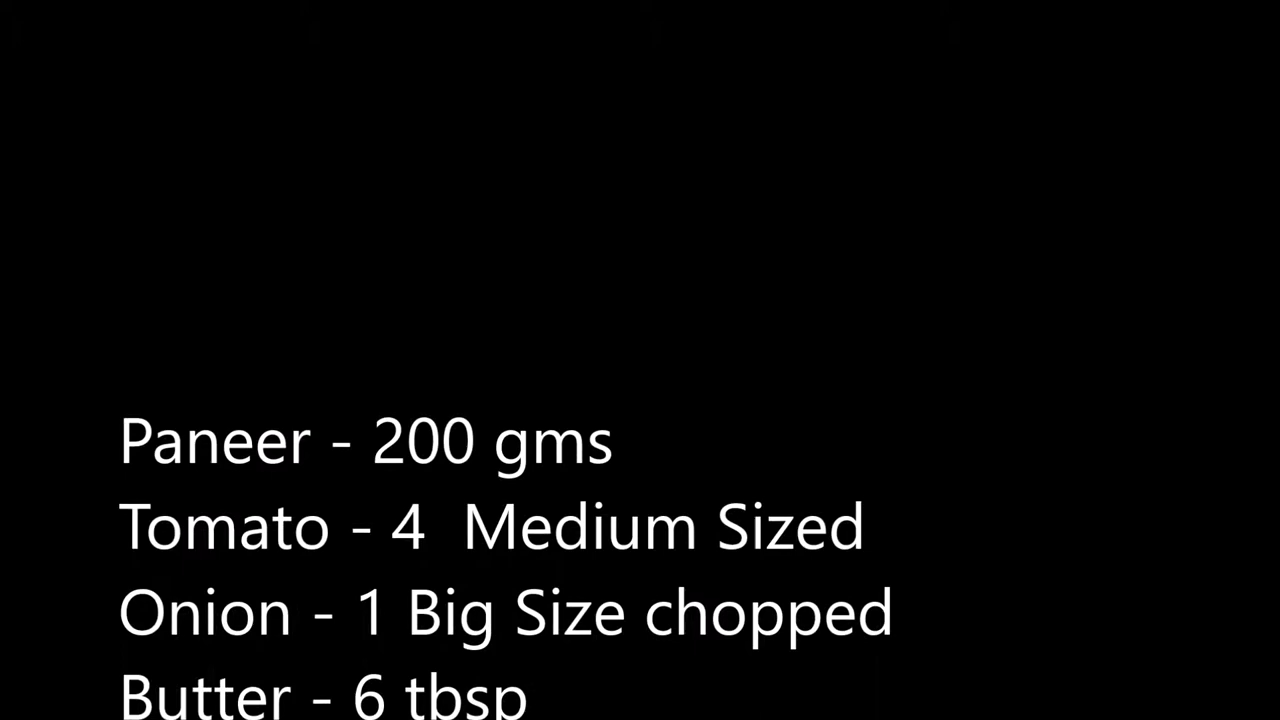 Paneer - 200 gms
Tomato - 4  Medium Sized
Onion - 1 Big Size chopped
Butter - 6 tbsp